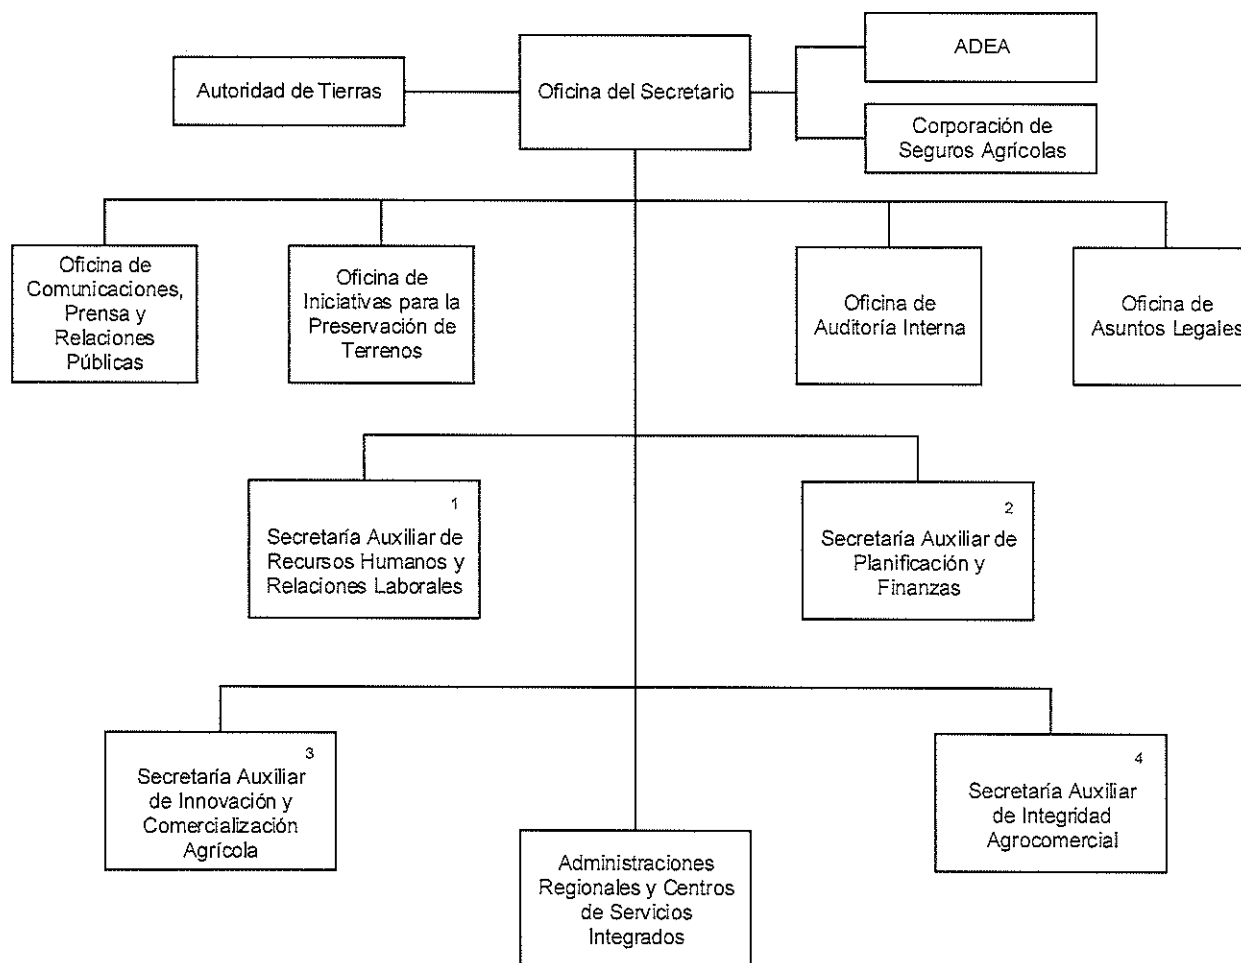 ADEA
Autoridad de Tierras
Oficina del Secretario
Corporación de
Seguros Agrícolas
Oficina de
Comunicaciones,
Prensa y
Relaciones
Públicas
Oficina de
Iniciativas para la
Preservación de
Terrenos
Oficina de
Auditoría Interna
Oficina de
Asuntos Legales
1
Secretaría Auxiliar de
Recursos Humanos y
Relaciones Laborales
2
Secretaría Auxiliar de
Planificación y
Finanzas
3
Secretaría Auxiliar
de Innovación y
Comercialización
Agrícola
4
Secretaría Auxiliar
de Integridad
Agrocomercial
Administraciones
Regionales y Centros
de Servicios
Integrados